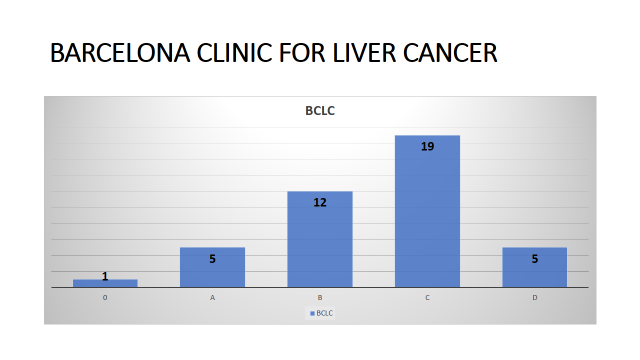 BARCELONA CLINIC FOR LIVER CANCER
BCLC
19
12
5
5
1
0 A B C D
BCLC